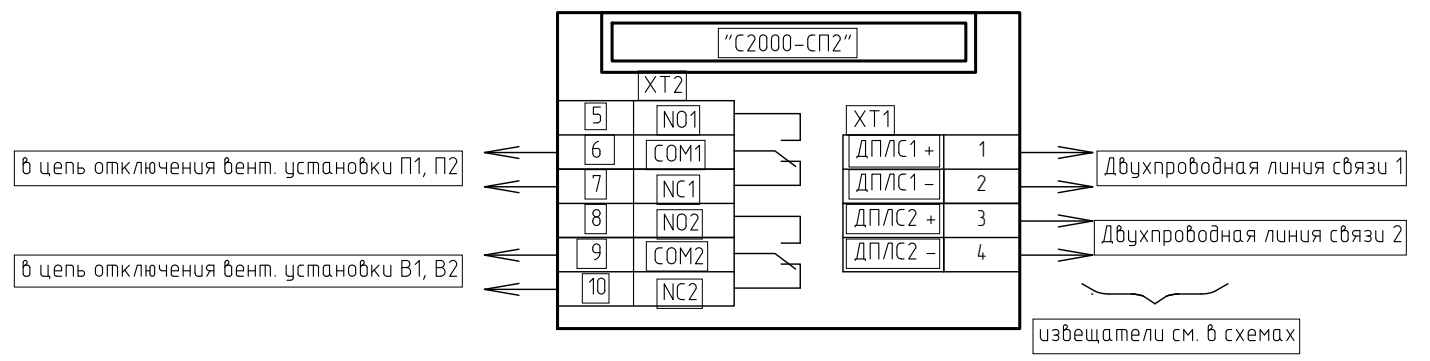 "С2000-СП2"
XT2
5 NO1
6 COM1
7 NC1
8 NO2
9 COM2
10 NC2
XT1
ДПЛС1 + 1
ДПЛС1 - 2
ДПЛС2 + 3
ДПЛС2 - 4
в цепь отключения вент. установки П1, П2
в цепь отключения вент. установки В1, В2
Двухпроводная линия связи 1
Двухпроводная линия связи 2
извещатели см. в схемах